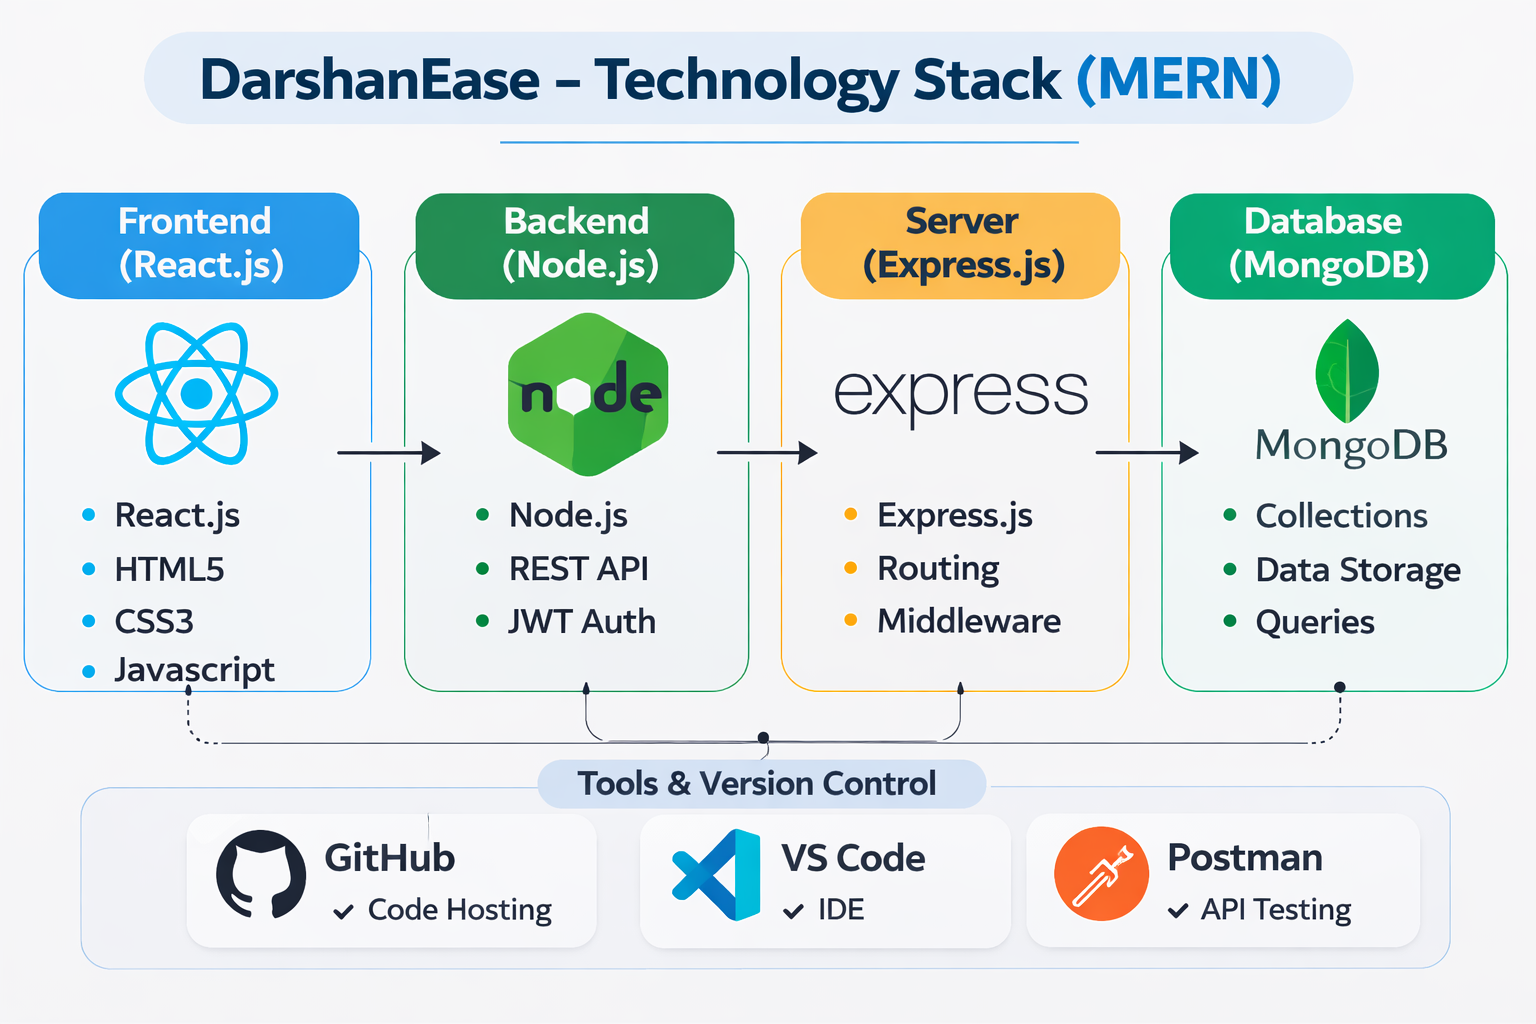 DarshanEase – Technology Stack (MERN)
Frontend
(React.js)
React.js
HTML5
CSS3
Javascript
Backend
(Node.js)
node
Node.js
REST API
JWT Auth
Server
(Express.js)
express
Express.js
Routing
Middleware
Database
(MongoDB)
MongoDB
Collections
Data Storage
Queries
Tools & Version Control
GitHub
Code Hosting
VS Code
IDE
Postman
API Testing